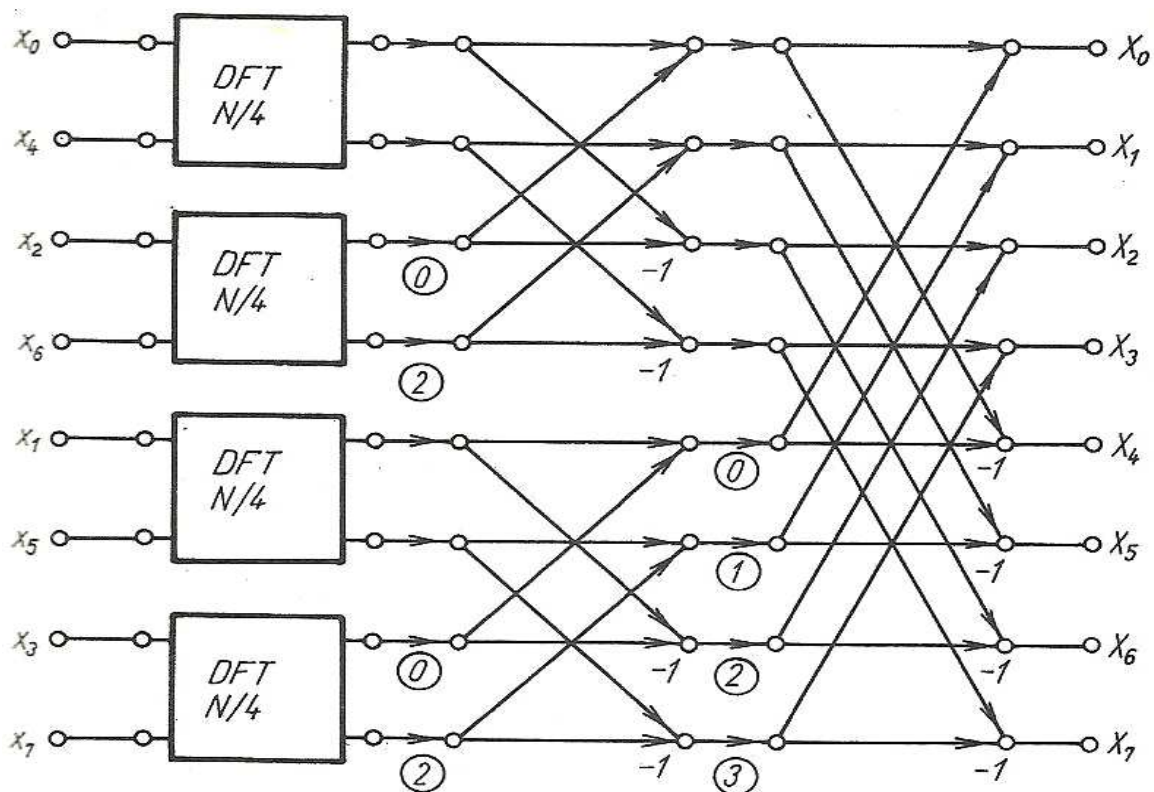 x₀ DFT N/4 X₀
x₄ X₁
x₂ DFT N/4 0 -1 X₂
x₆ 2 -1 X₃
x₁ DFT N/4 0 -1 X₄
x₅ 1 -1 X₅
x₃ DFT N/4 0 -1 2 -1 X₆
x₇ 2 -1 3 -1 X₇